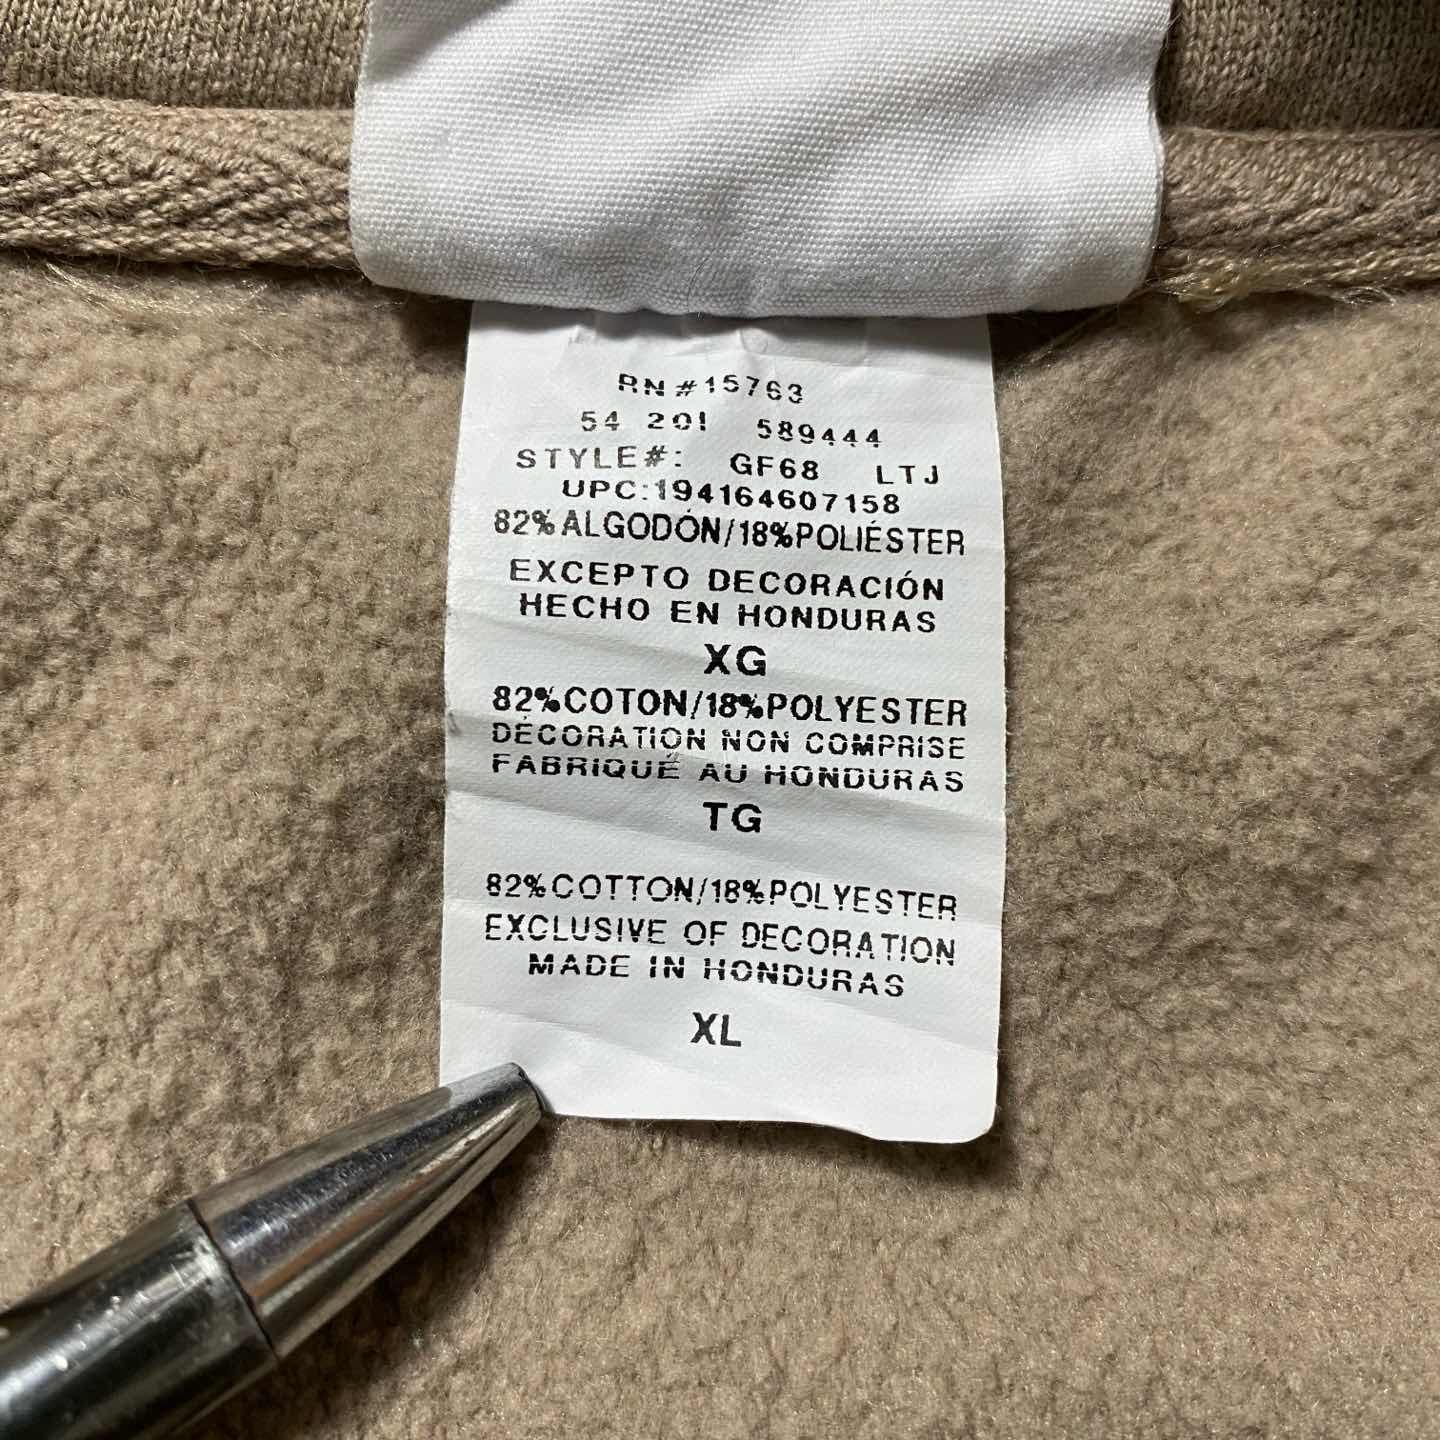 RN#15763
54 20! 589444
STYLE#: GF68 LTJ
UPC:194164607158
82%ALGODÓN/18%POLIÉSTER
EXCEPTO DECORACIÓN
HECHO EN HONDURAS
XG
82%COTON/18%POLYESTER
DÉCORATION NON COMPRISE
FABRIQUÉ AU HONDURAS
TG
82%COTTON/18%POLYESTER
EXCLUSIVE OF DECORATION
MADE IN HONDURAS
XL